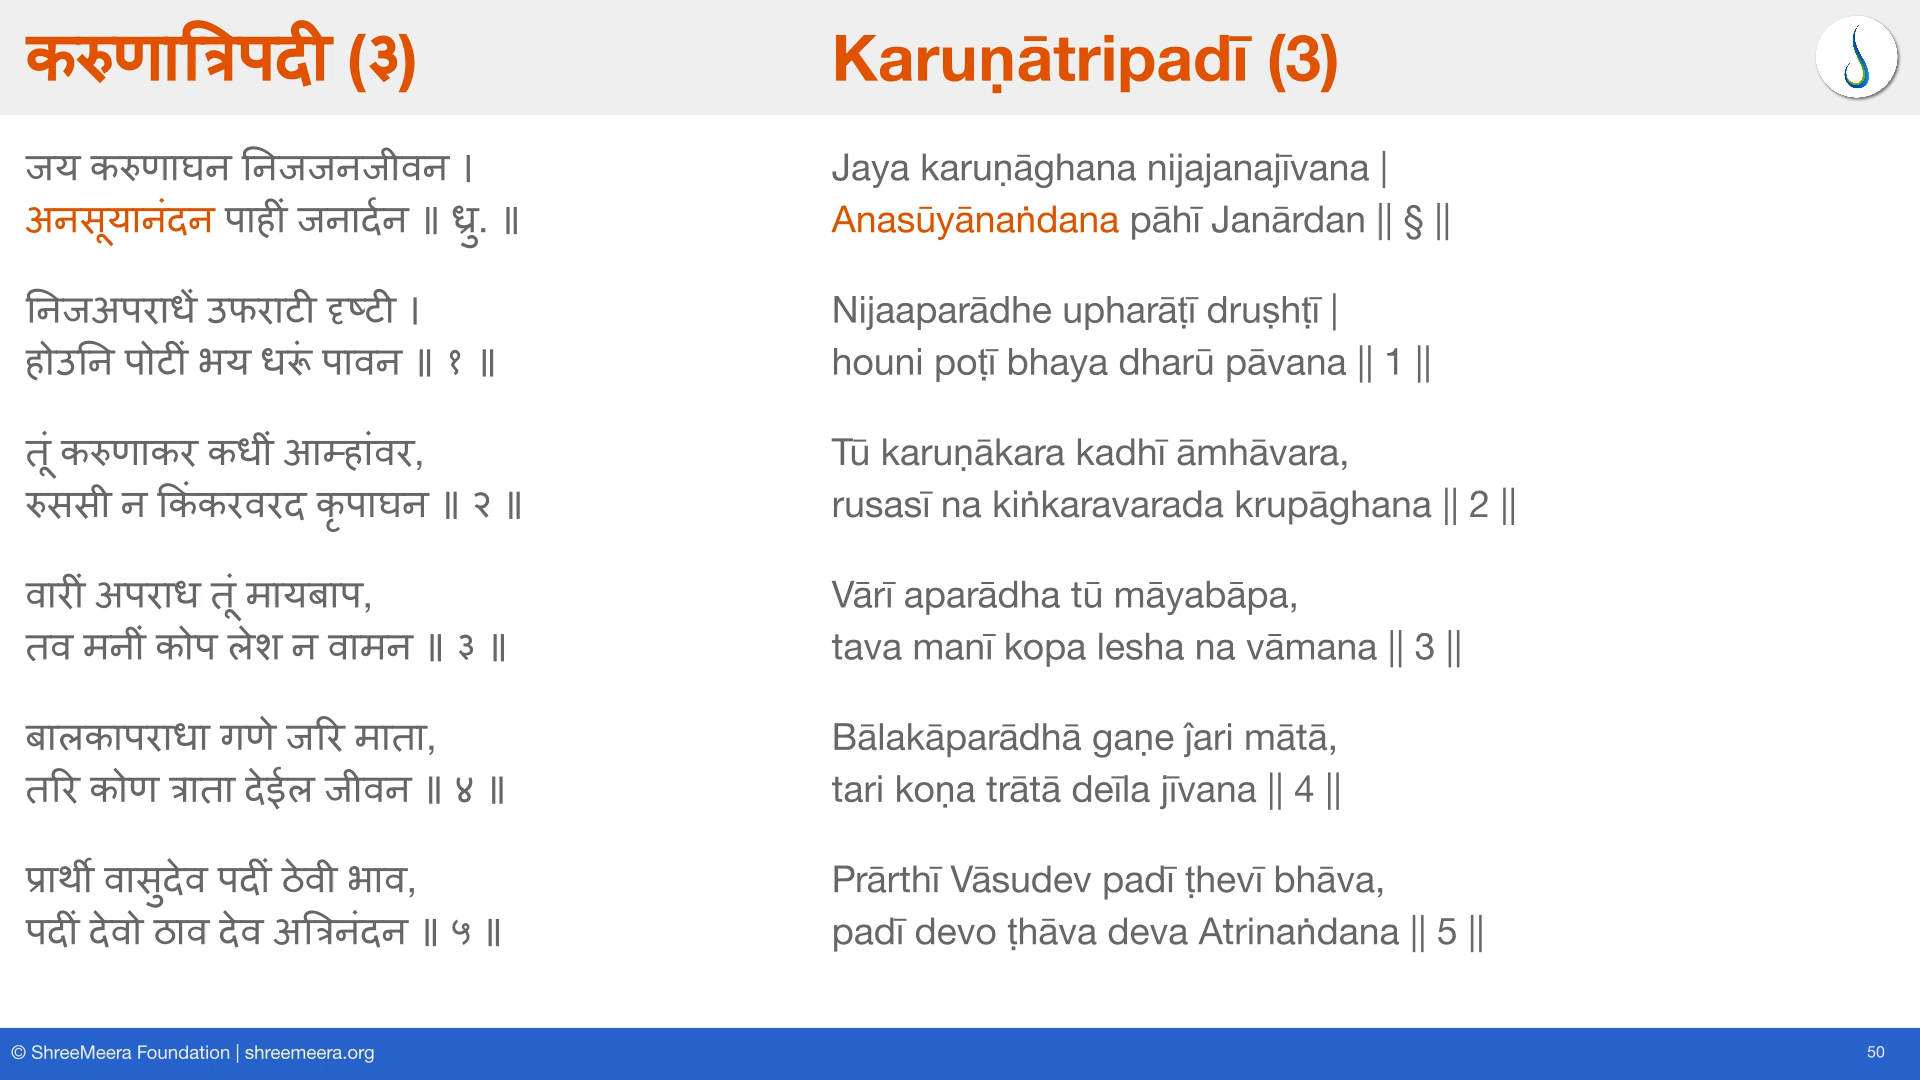 करुणात्रिपदी (३)
जय करुणाघन निजजनजीवन ।
अनसूयानंदन पाहीं जनार्दन ॥ ध्रु. ॥
निजअपराधें उफराटी दृष्टी ।
होउनि पोटीं भय धरूं पावन ॥ १ ॥
तूं करुणाकर कधीं आम्हांवर,
रुससी न किंकरवरद कृपाघन ॥ २ ॥
वारीं अपराध तूं मायबाप,
तव मनीं कोप लेश न वामन ॥ ३ ॥
बालकापराधा गणे जरि माता,
तरि कोण त्राता देईल जीवन ॥ ४ ॥
प्रार्थी वासुदेव पदीं ठेवी भाव,
पदीं देवो ठाव देव अत्रिनंदन ॥ ५ ॥
Karuṇātripadī (3)
Jaya karuṇāghana nijajanajīvana |
Anasūyānaṅdana pāhī Janārdan || § ||
Nijaaparādhe upharāṭī druṣhṭī |
houni poṭī bhaya dharū pāvana || 1 ||
Tū karuṇākara kadhī āmhāvara,
rusasī na kiṅkaravarada krupāghana || 2 ||
Vārī aparādha tū māyabāpa,
tava manī kopa lesha na vāmana || 3 ||
Bālakāparādhā gaṇe ĵari mātā,
tari koṇa trātā deīla jīvana || 4 ||
Prārthī Vāsudev padī ṭhevī bhāva,
padī devo ṭhāva deva Atrinaṅdana || 5 ||
© ShreeMeera Foundation | shreemeera.org
50